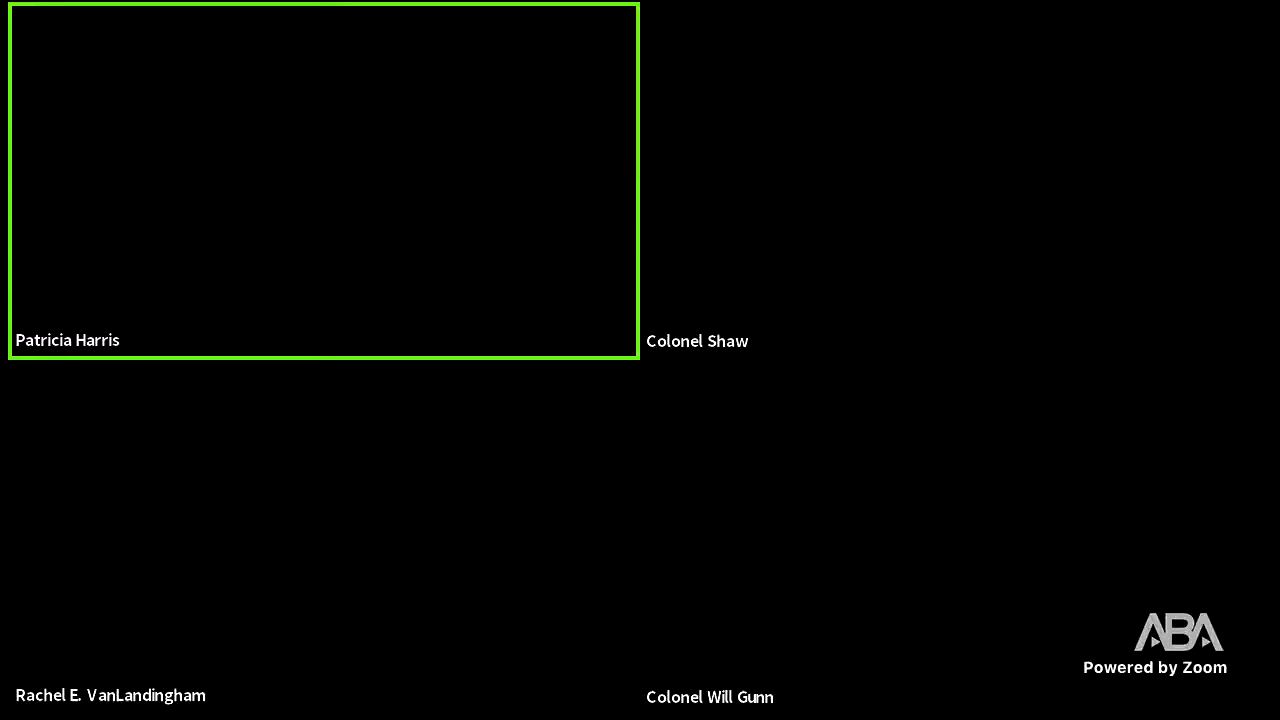 Patricia Harris
Colonel Shaw
ABA
Powered by Zoom
Rachel E. VanLandingham
Colonel Will Gunn